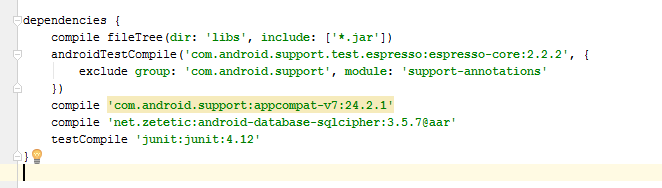 dependencies {
    compile fileTree(dir: 'libs', include: ['*.jar'])
    androidTestCompile('com.android.support.test.espresso:espresso-core:2.2.2', {
        exclude group: 'com.android.support', module: 'support-annotations'
    })
    compile 'com.android.support:appcompat-v7:24.2.1'
    compile 'net.zetetic:android-database-sqlcipher:3.5.7@aar'
    testCompile 'junit:junit:4.12'
}